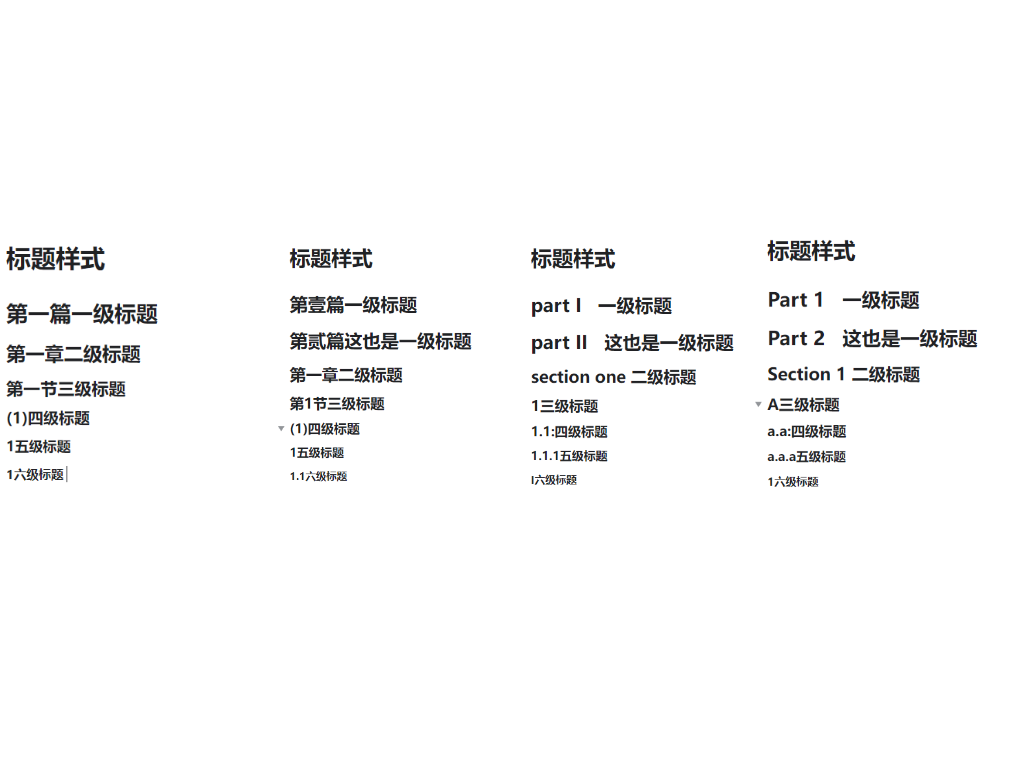 标题样式
第一篇一级标题
第一章二级标题
第一节三级标题
(1)四级标题
1五级标题
1六级标题
标题样式
第壹篇一级标题
第贰篇这也是一级标题
第一章二级标题
第1节三级标题
(1)四级标题
1五级标题
1.1六级标题
标题样式
part I 一级标题
part II 这也是一级标题
section one 二级标题
1三级标题
1.1:四级标题
1.1.1五级标题
I六级标题
标题样式
Part 1 一级标题
Part 2 这也是一级标题
Section 1 二级标题
A三级标题
a.a:四级标题
a.a.a五级标题
1六级标题